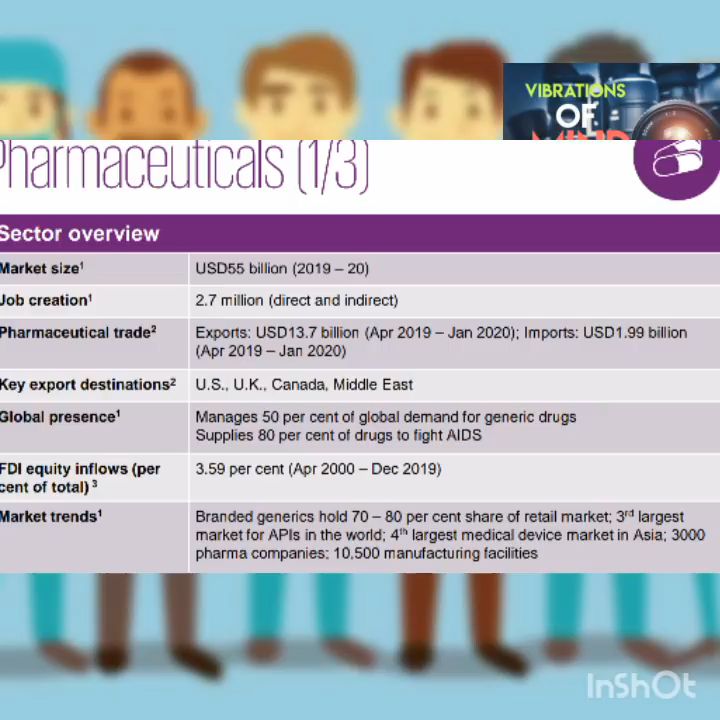 VIBRATIONS
OF
MIND
Pharmaceuticals (1/3)
Sector overview
Market size¹ USD55 billion (2019 – 20)
Job creation¹ 2.7 million (direct and indirect)
Pharmaceutical trade² Exports: USD13.7 billion (Apr 2019 – Jan 2020); Imports: USD1.99 billion
(Apr 2019 – Jan 2020)
Key export destinations² U.S., U.K., Canada, Middle East
Global presence¹ Manages 50 per cent of global demand for generic drugs
Supplies 80 per cent of drugs to fight AIDS
FDI equity inflows (per 3.59 per cent (Apr 2000 – Dec 2019)
cent of total) ³
Market trends¹ Branded generics hold 70 – 80 per cent share of retail market; 3rd largest
market for APIs in the world; 4th largest medical device market in Asia; 3000
pharma companies; 10,500 manufacturing facilities
InShOt